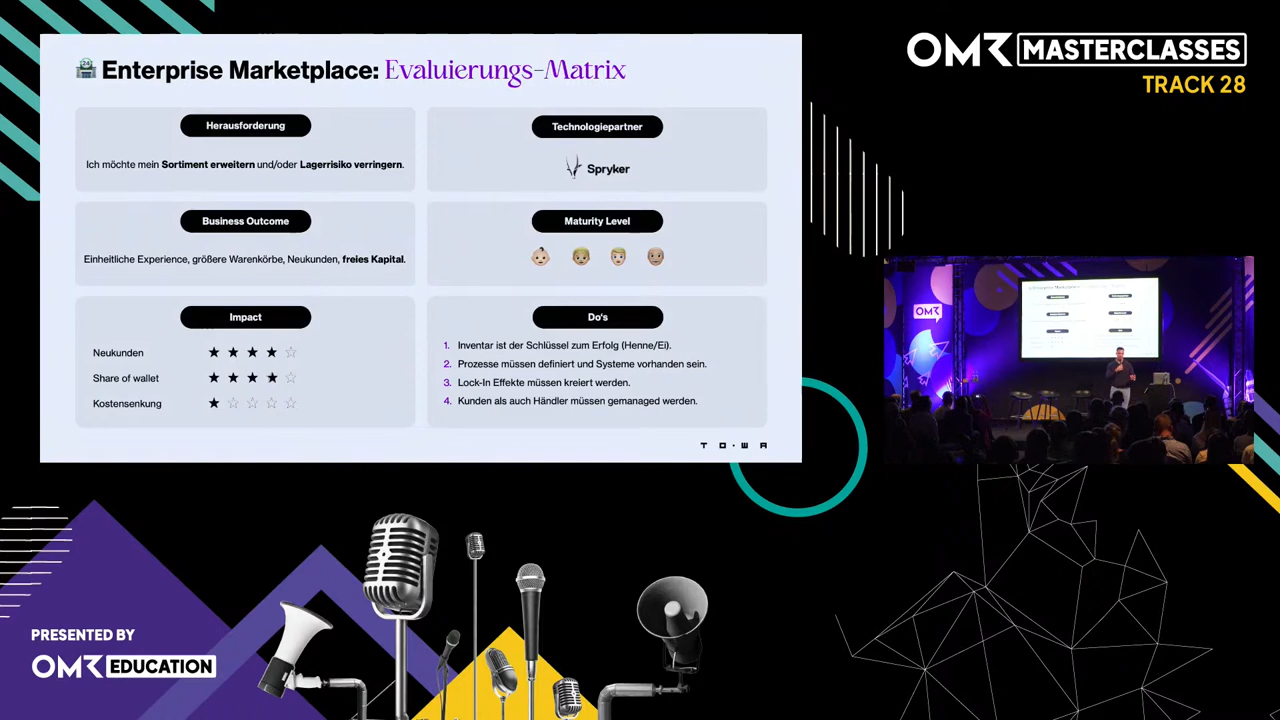 Enterprise Marketplace: Evaluierungs-Matrix
Herausforderung
Ich möchte mein Sortiment erweitern und/oder Lagerrisiko verringern.
Technologiepartner
Spryker
Business Outcome
Einheitliche Experience, größere Warenkörbe, Neukunden, freies Kapital.
Maturity Level
Impact
Neukunden
Share of wallet
Kostensenkung
Do's
1. Inventar ist der Schlüssel zum Erfolg (Henne/Ei).
2. Prozesse müssen definiert und Systeme vorhanden sein.
3. Lock-In Effekte müssen kreiert werden.
4. Kunden als auch Händler müssen gemanaged werden.
TO·WA
OMR MASTERCLASSES
TRACK 28
OMR
PRESENTED BY
OMR EDUCATION